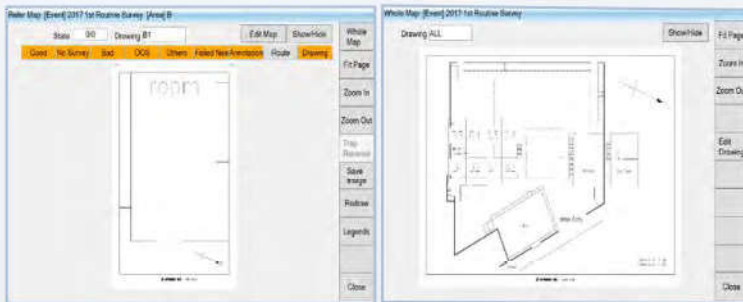 Refer Map [Event] 2017 1st Routine Survey [Area] B
State 0/0 Drawing B1 Edit Map Show/Hide
Good No Survey Bad OOS Others Failed New Annotation Route Drawing
Whole Map
Fit Page
room
Zoom In
Zoom Out
Trap Reverse
Save Image
Redraw
Legends
Close
Whole Map [Event] 2017 1st Routine Survey
Drawing ALL Show/Hide
Fit Page
Zoom In
Zoom Out
Edit Drawing
Close